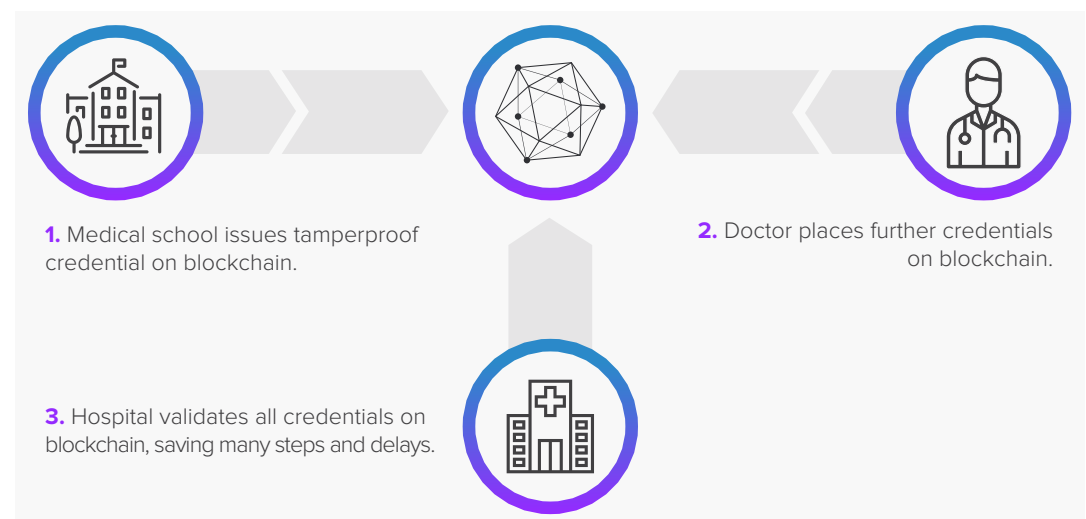 1. Medical school issues tamperproof
credential on blockchain.
2. Doctor places further credentials
on blockchain.
3. Hospital validates all credentials on
blockchain, saving many steps and delays.